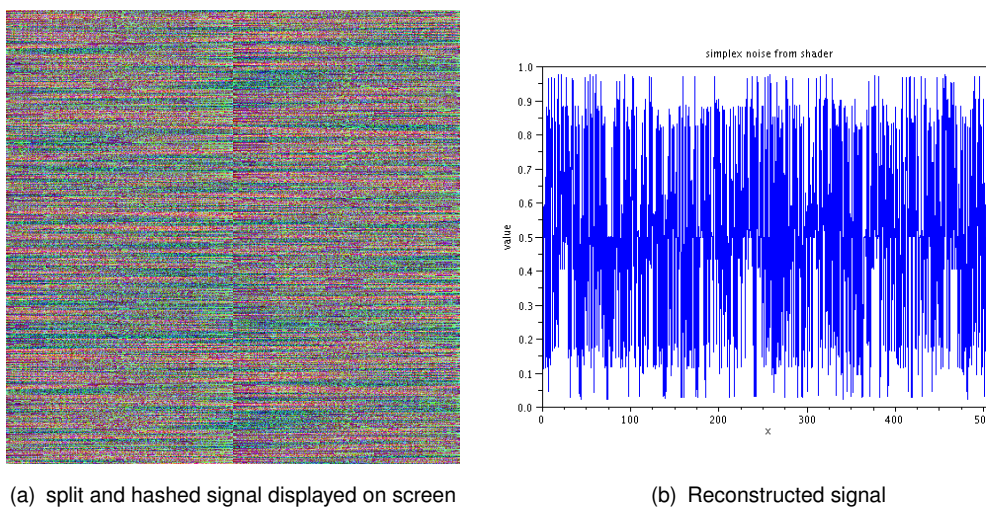 simplex noise from shader
1.0
0.9
0.8
0.7
0.6
0.5
0.4
0.3
0.2
0.1
0.0
value
0 100 200 300 400 50
x
(a) split and hashed signal displayed on screen
(b) Reconstructed signal